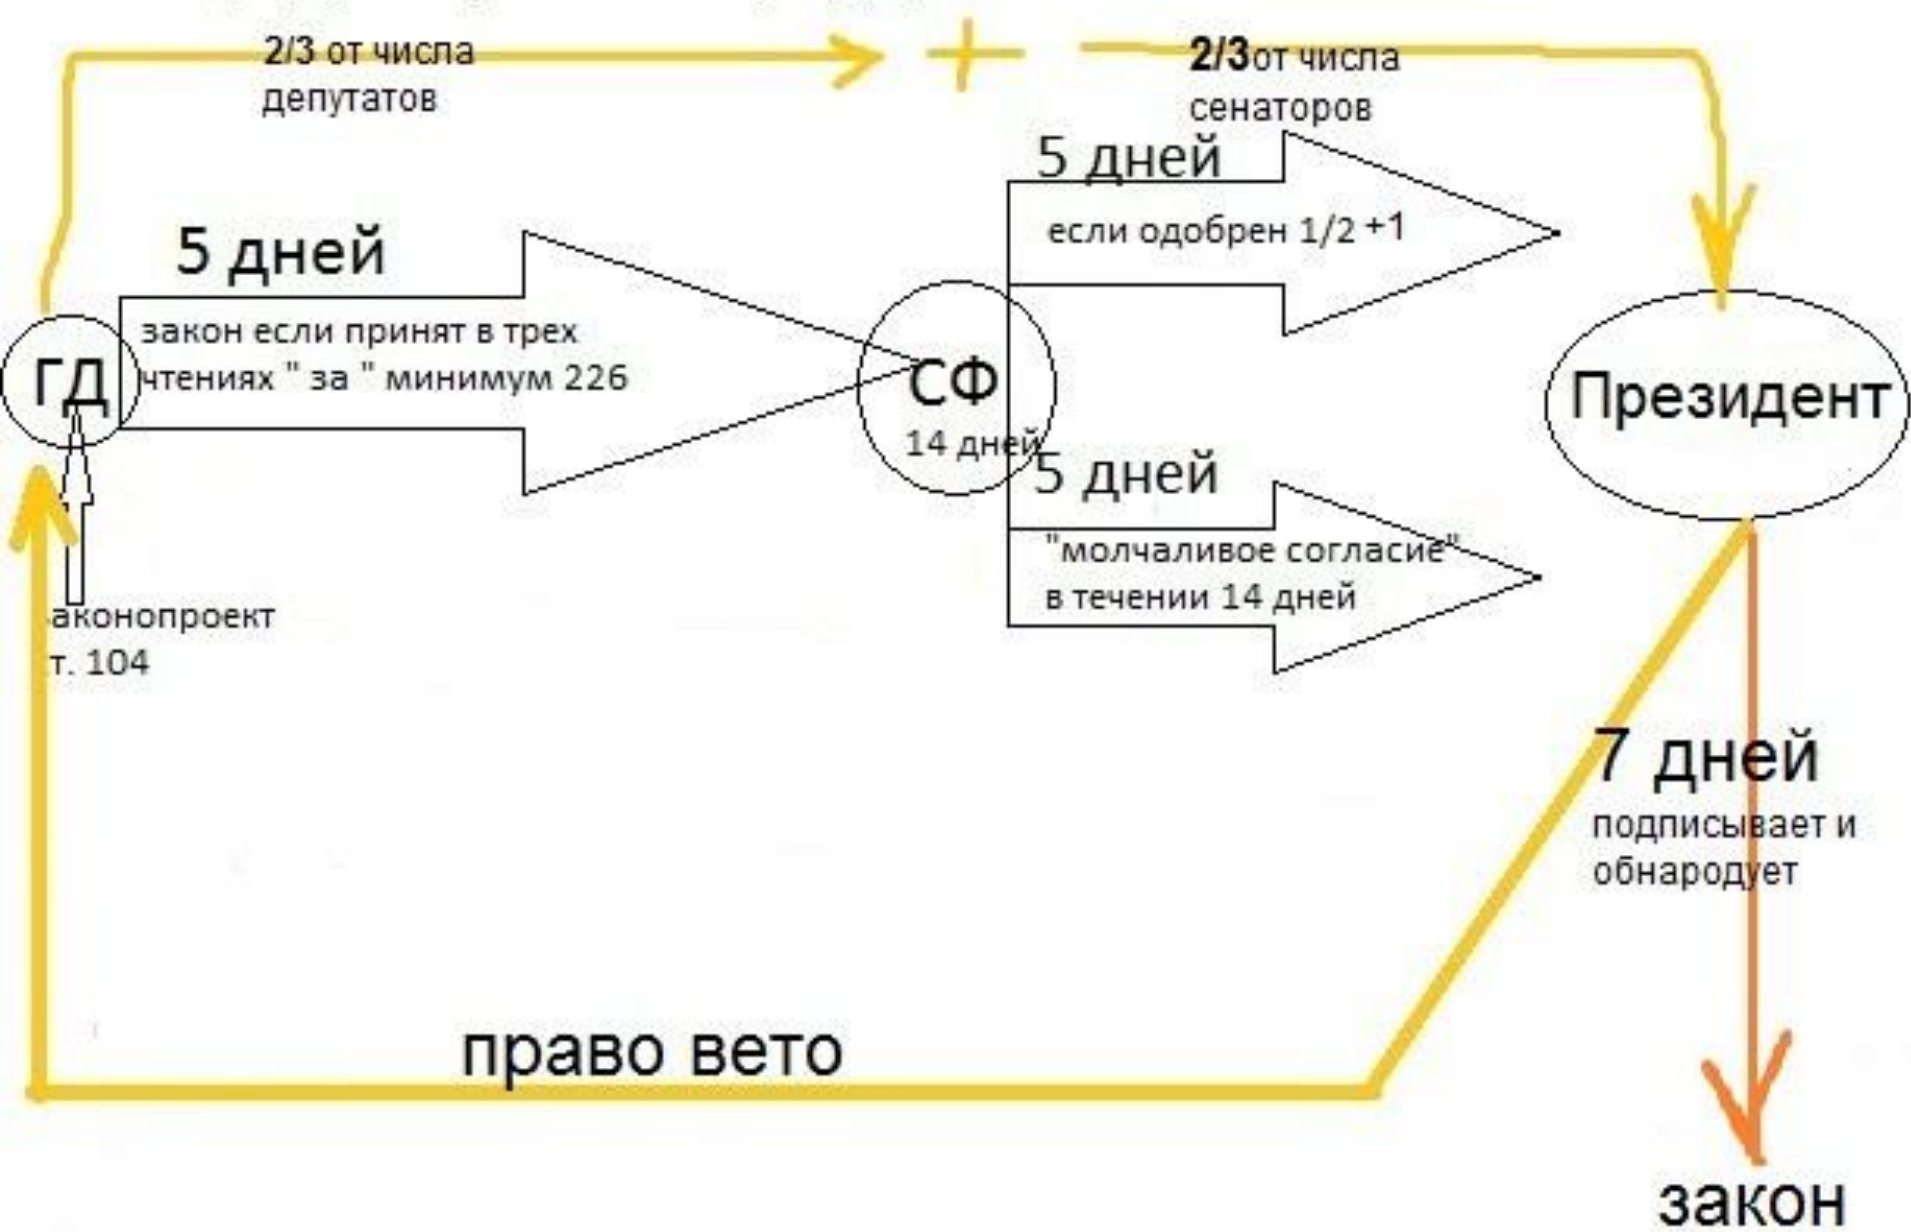 2/3 от числа
депутатов
2/3от числа
сенаторов
5 дней
если одобрен 1/2 +1
5 дней
закон если принят в трех
чтениях " за " минимум 226
ГД
СФ
14 дней
Президент
5 дней
"молчаливое согласие"
в течении 14 дней
аконопроект
т. 104
7 дней
подписывает и
обнародует
право вето
закон